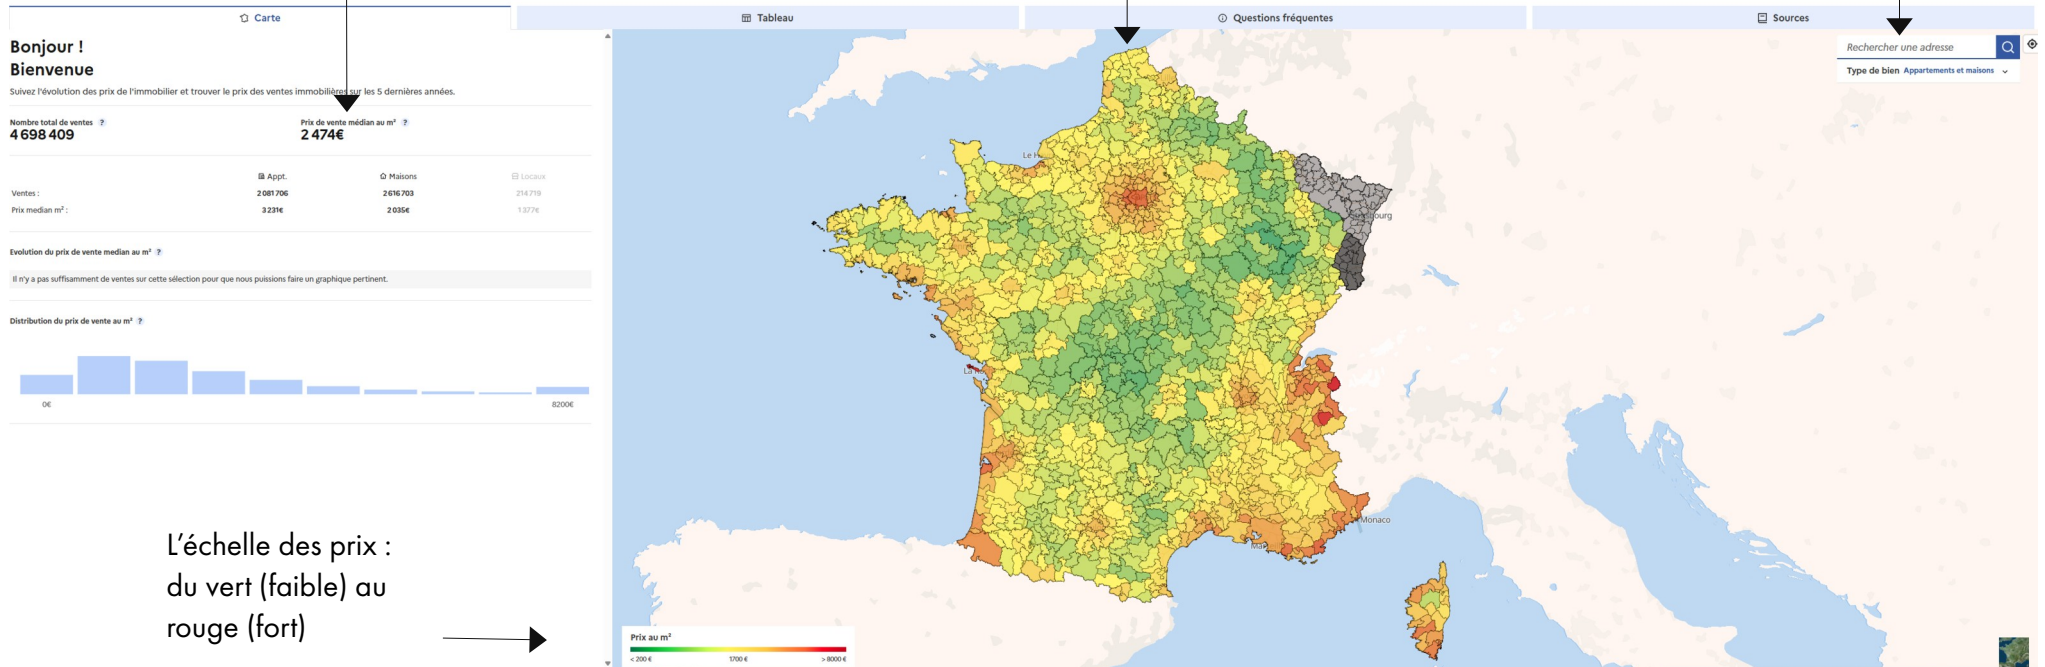 Carte
Tableau
Questions fréquentes
Sources
Bonjour !
Bienvenue
Suivez l'évolution des prix de l'immobilier et trouver le prix des ventes immobilières sur les 5 dernières années.
Nombre total de ventes ?
4 698 409
Prix de vente médian au m² ?
2 474€
Appt.
Maisons
Locaux
Ventes :
2 081 706
2 616 703
214 719
Prix median m² :
3 231€
2 035€
1 377€
Evolution du prix de vente median au m² ?
Il n'y a pas suffisamment de ventes sur cette sélection pour que nous puissions faire un graphique pertinent.
Distribution du prix de vente au m² ?
0€
8200€
L'échelle des prix :
du vert (faible) au
rouge (fort)
Rechercher une adresse
Type de bien Appartements et maisons
Monaco
Prix au m²
< 200 €
1700 €
> 8000 €